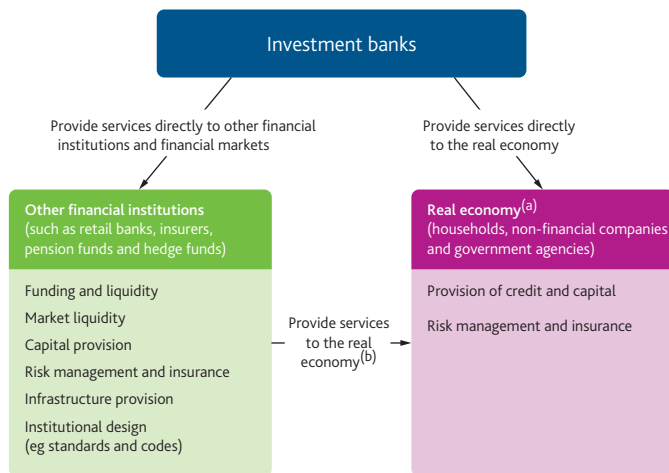 Investment banks
Provide services directly to other financial
institutions and financial markets
Provide services directly
to the real economy
Other financial institutions
(such as retail banks, insurers,
pension funds and hedge funds)
Funding and liquidity
Market liquidity
Capital provision
Risk management and insurance
Infrastructure provision
Institutional design
(eg standards and codes)
Provide services
to the real
economy(b)
Real economy(a)
(households, non-financial companies
and government agencies)
Provision of credit and capital
Risk management and insurance